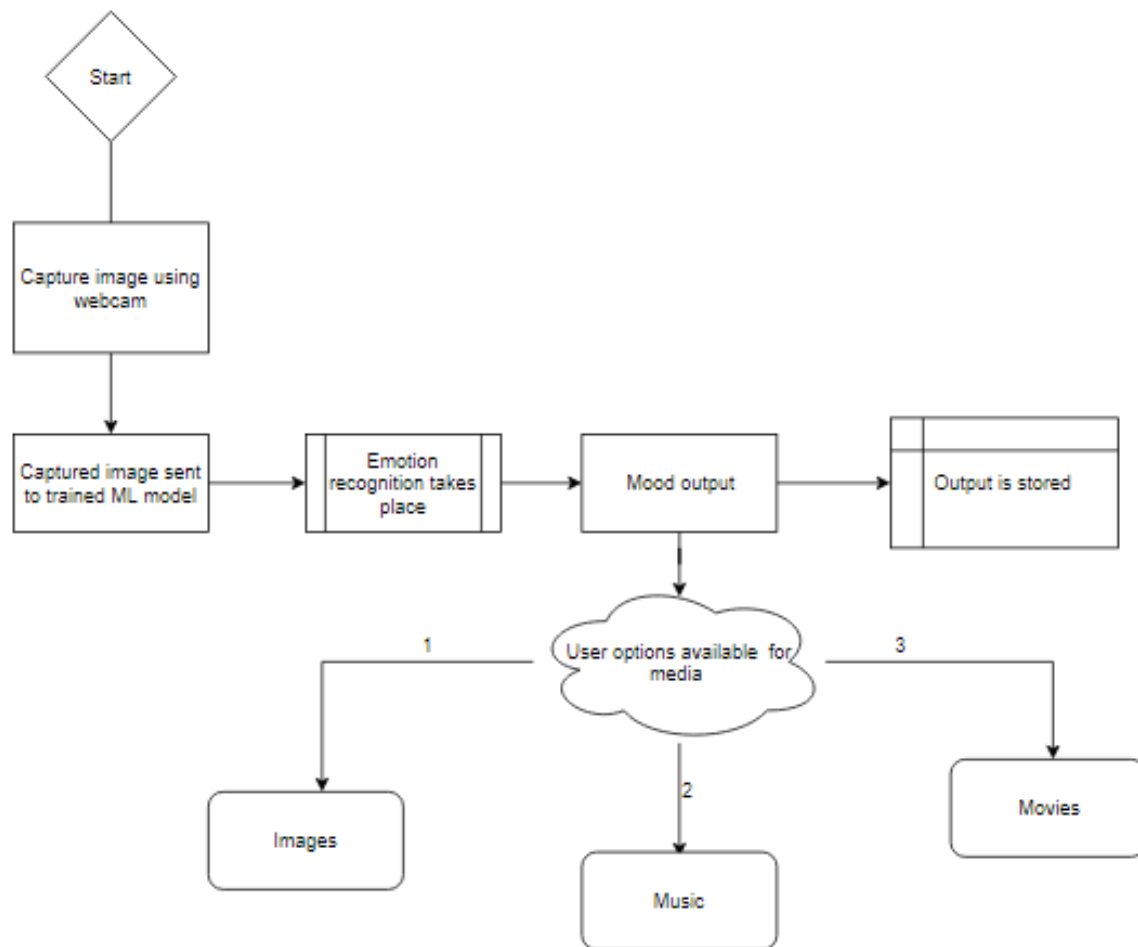 Start
Capture image using
webcam
Captured image sent
to trained ML model
Emotion
recognition takes
place
Mood output
Output is stored
User options available for
media
1
3
2
Images
Movies
Music